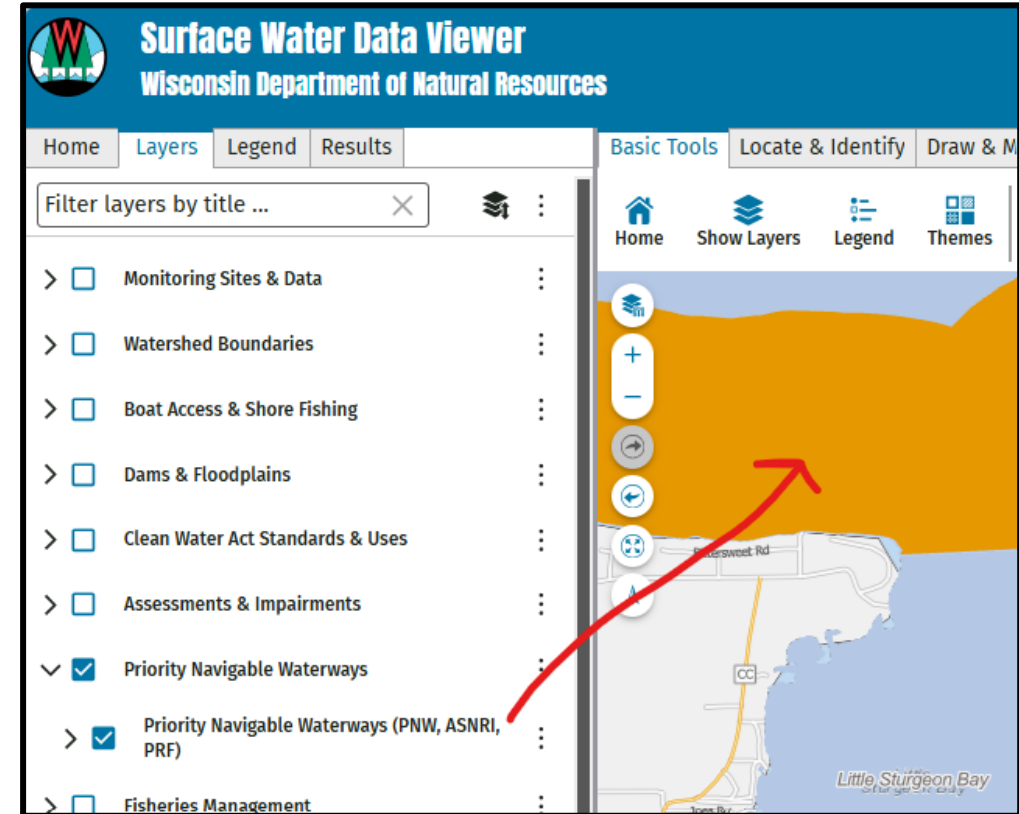 W
Surface Water Data Viewer
Wisconsin Department of Natural Resources
Home Layers Legend Results
Basic Tools Locate & Identify Draw & M
Filter layers by title ...
Home Show Layers Legend Themes
Monitoring Sites & Data
Watershed Boundaries
Boat Access & Shore Fishing
Dams & Floodplains
Clean Water Act Standards & Uses
Assessments & Impairments
Priority Navigable Waterways
Priority Navigable Waterways (PNW, ASNRI,
PRF)
Fisheries Management
Rd
CC
Little Sturgeon Bay